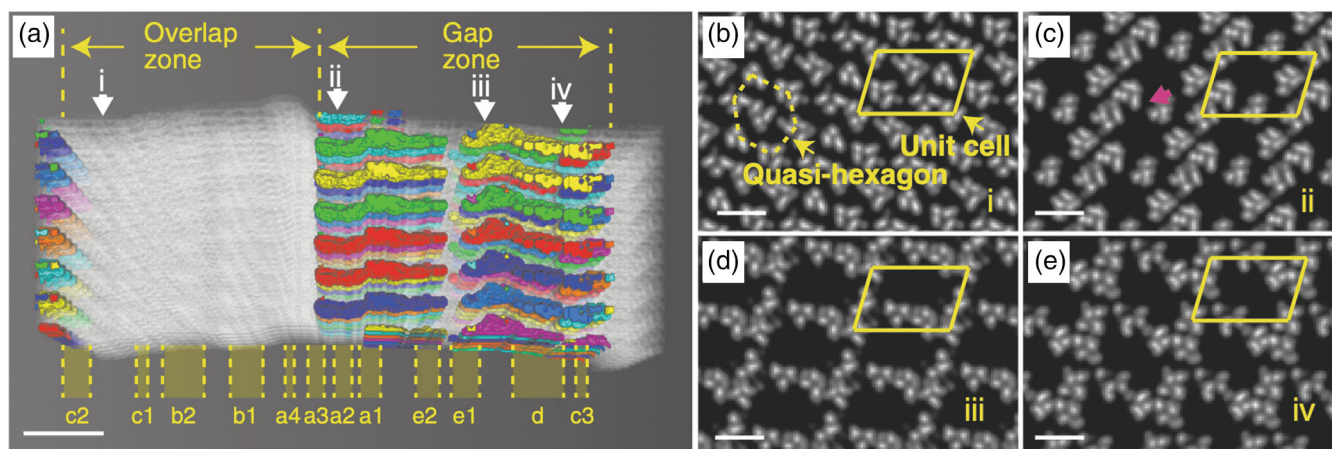 (a)
Overlap
zone
Gap
zone
i
ii
iii
iv
c2
c1
b2
b1
a4
a3
a2
a1
e2
e1
d
c3
(b)
Quasi-hexagon
Unit cell
i
(c)
ii
(d)
iii
(e)
iv